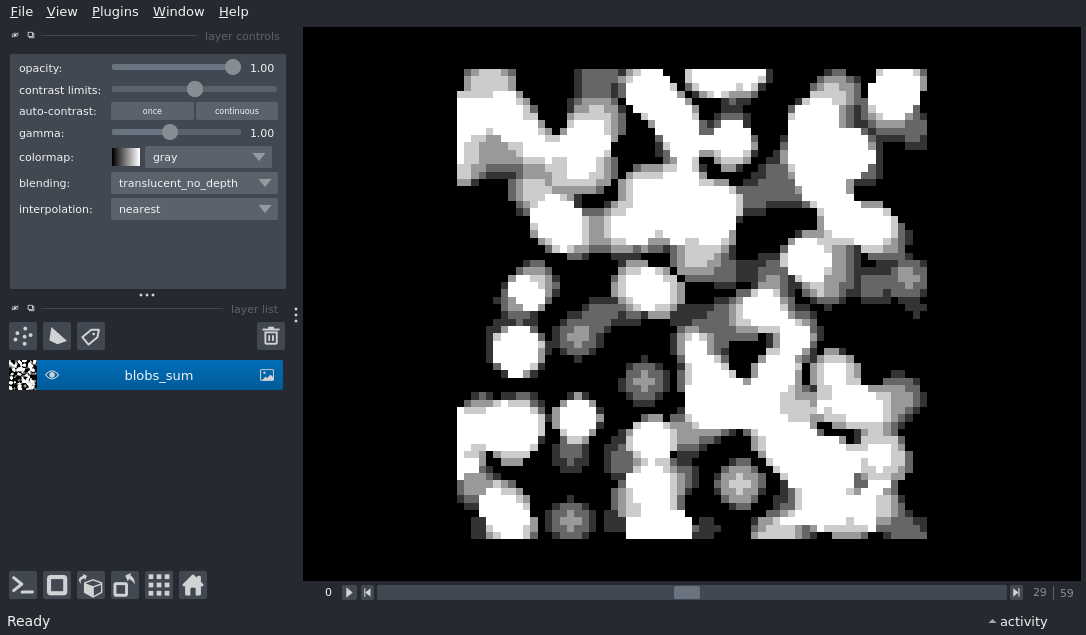 File View Plugins Window Help
layer controls
opacity: 1.00
contrast limits:
auto-contrast: once continuous
gamma: 1.00
colormap: gray
blending: translucent_no_depth
interpolation: nearest
layer list
blobs_sum
0 29 59
Ready activity